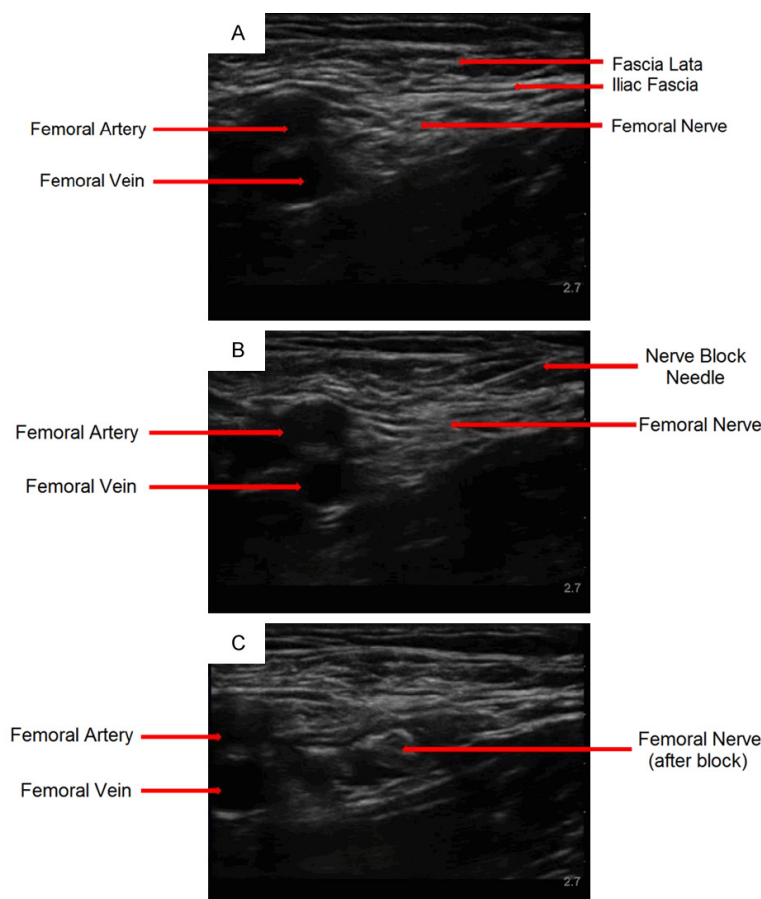 A
Fascia Lata
Iliac Fascia
Femoral Artery
Femoral Nerve
Femoral Vein
2.7
B
Nerve Block
Needle
Femoral Artery
Femoral Nerve
Femoral Vein
2.7
C
Femoral Artery
Femoral Nerve
(after block)
Femoral Vein
2.7